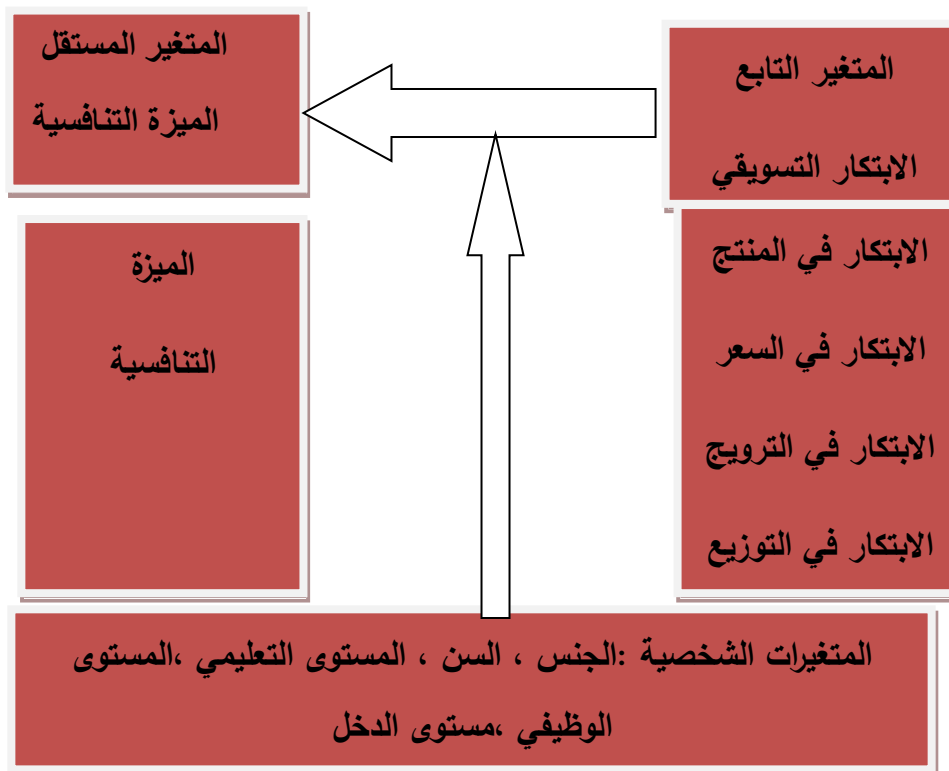 المتغير التابع
الابتكار التسويقي
المتغير المستقل
الميزة التنافسية
الابتكار في المنتج
الابتكار في السعر
الابتكار في الترويج
الابتكار في التوزيع
الميزة
التنافسية
المتغيرات الشخصية :الجنس ، السن ، المستوى التعليمي ،المستوى
الوظيفي ،مستوى الدخل